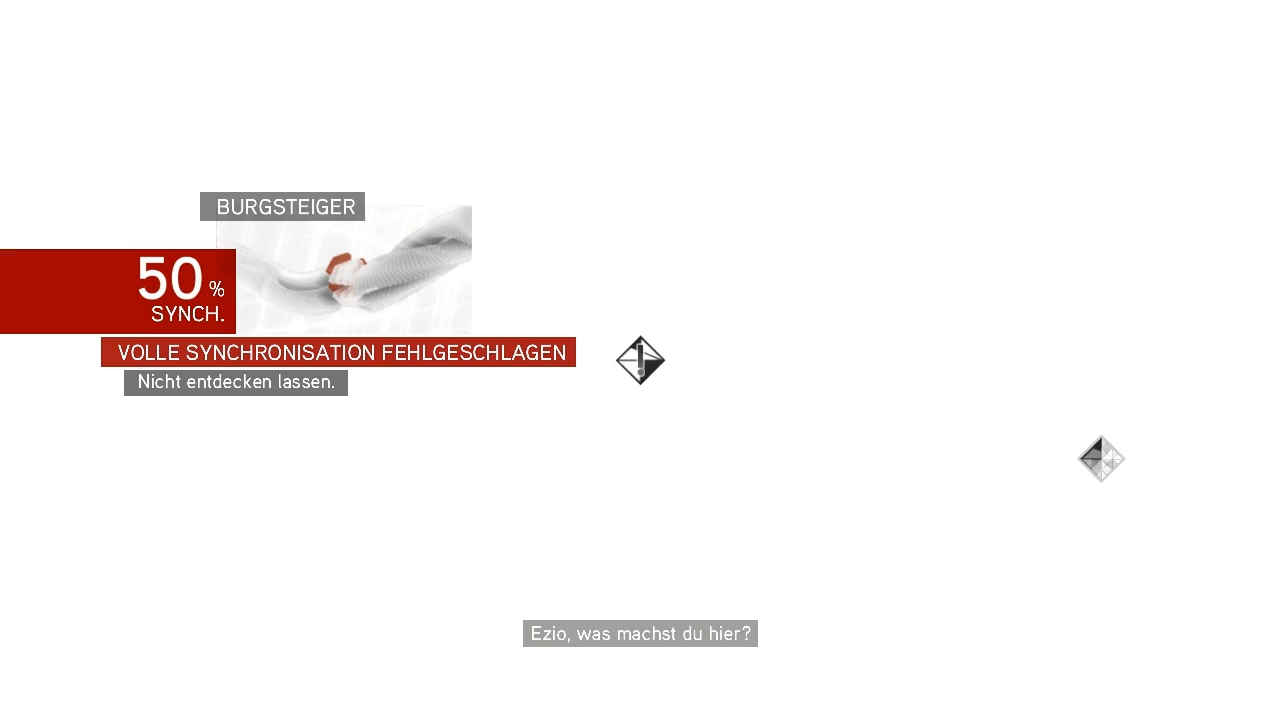 BURGSTEIGER
50 %
SYNCH.
VOLLE SYNCHRONISATION FEHLGESCHLAGEN
Nicht entdecken lassen.
Ezio, was machst du hier?